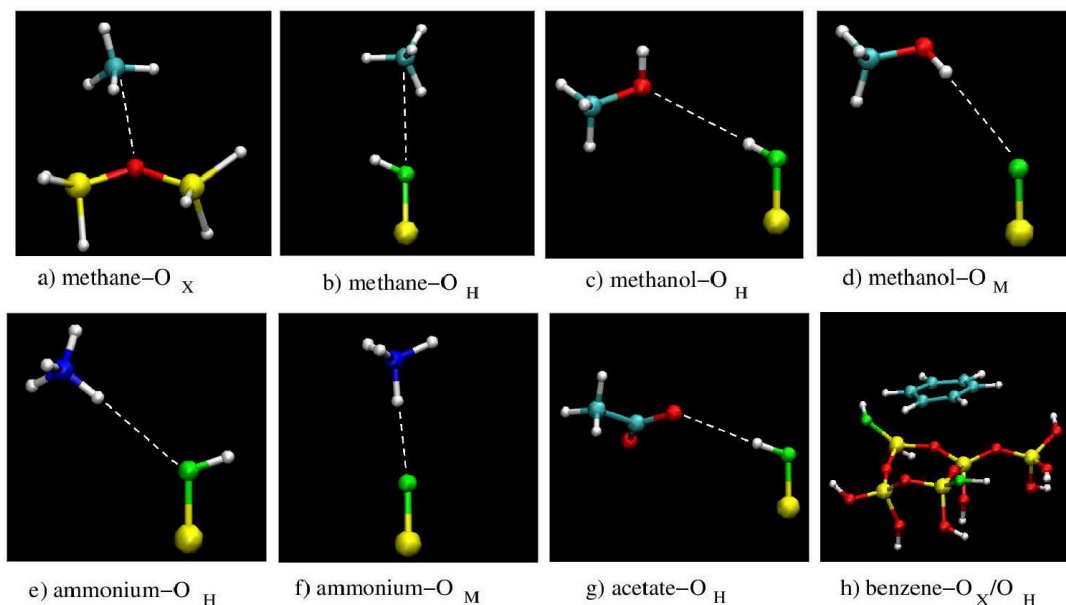 a) methane–O X
b) methane–O H
c) methanol–O H
d) methanol–O M
e) ammonium–O H
f) ammonium–O M
g) acetate–O H
h) benzene–O X/O H